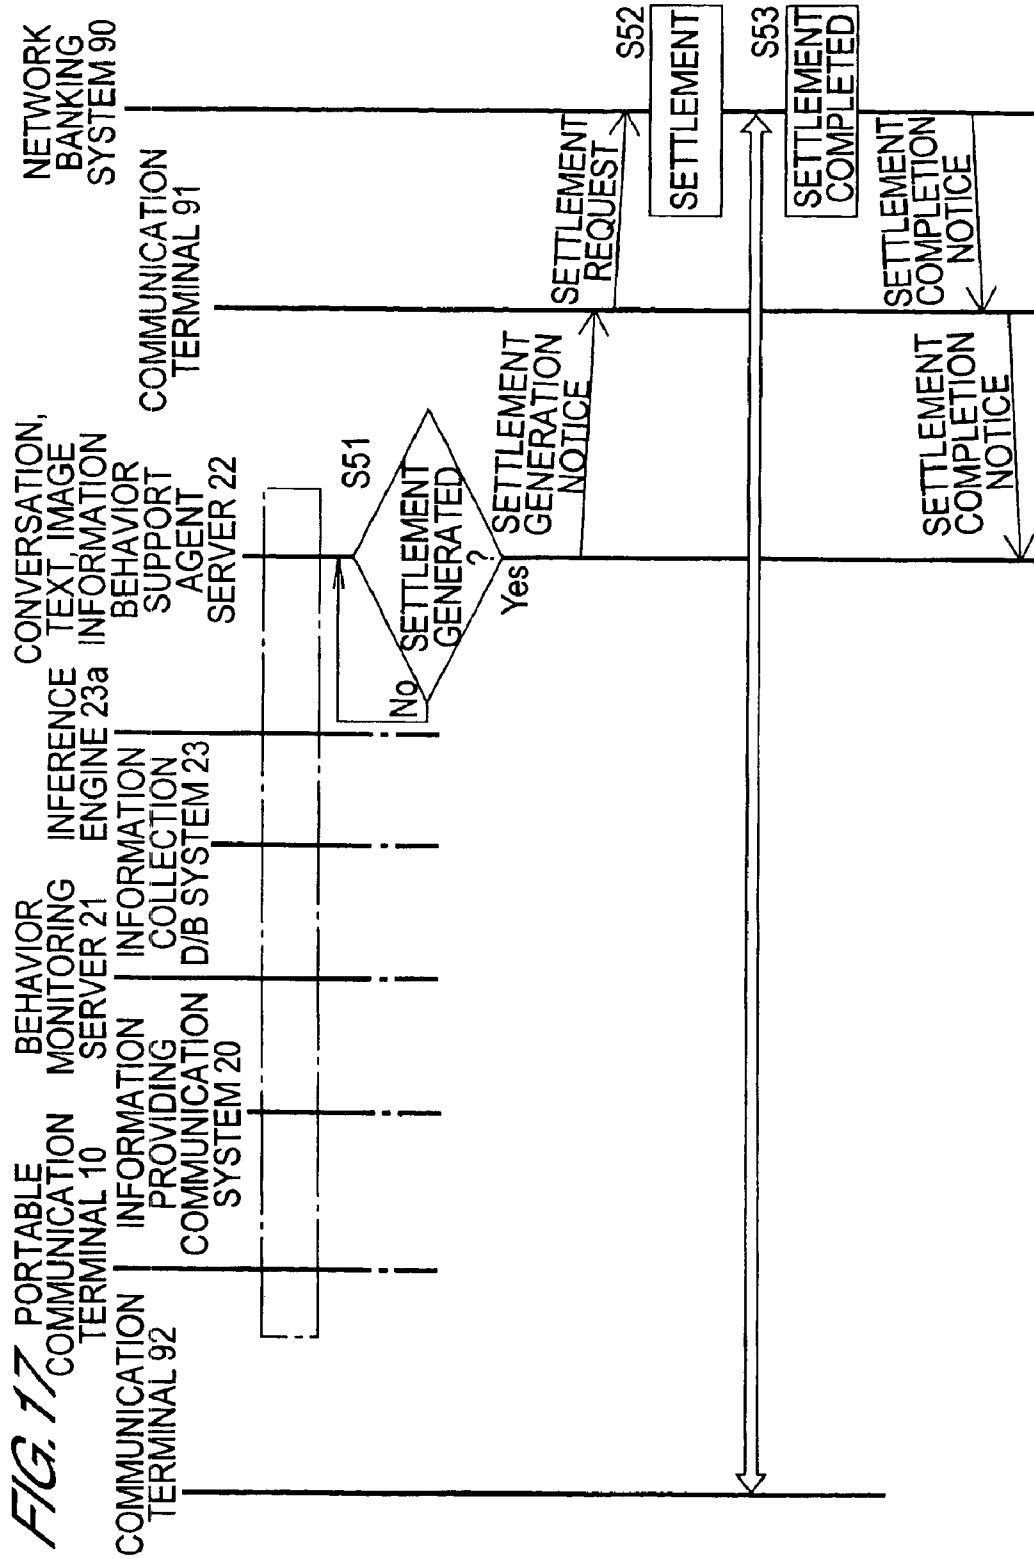 FIG. 17
COMMUNICATION
TERMINAL 92
PORTABLE
COMMUNICATION
TERMINAL 10
INFORMATION
PROVIDING
COMMUNICATION
SYSTEM 20
BEHAVIOR
MONITORING
SERVER 21
INFORMATION
COLLECTION
D/B SYSTEM 23
INFERENCE
ENGINE 23a
CONVERSATION,
TEXT, IMAGE
INFORMATION
BEHAVIOR
SUPPORT
AGENT
SERVER 22
COMMUNICATION
TERMINAL 91
NETWORK
BANKING
SYSTEM 90
S51
SETTLEMENT
GENERATED
?
No
Yes
SETTLEMENT
GENERATION
NOTICE
SETTLEMENT
REQUEST
S52
SETTLEMENT
S53
SETTLEMENT
COMPLETED
SETTLEMENT
COMPLETION
NOTICE
SETTLEMENT
COMPLETION
NOTICE